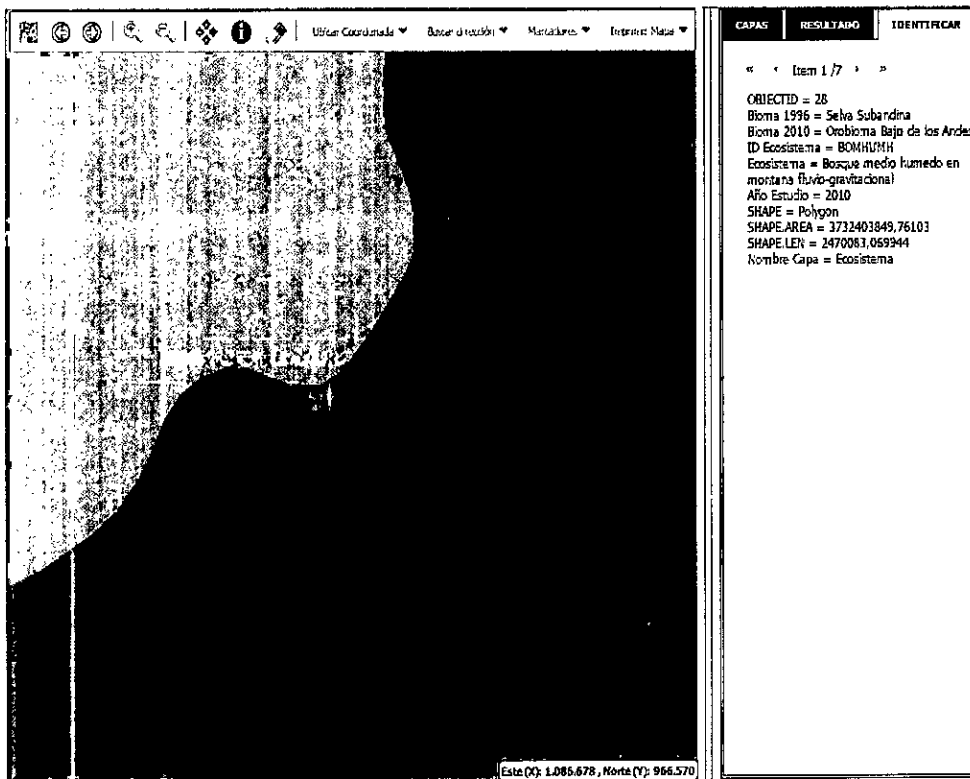 Ubicar Coordenada Buscar dirección Marcadores Imprimir Mapa
CAPAS RESULTADO IDENTIFICAR
« ‹ Item 1 /7 › »
OBJECTID = 28
Bioma 1996 = Selva Subandina
Bioma 2010 = Orobioma Bajo de los Andes
ID Ecosistema = BOMHUMH
Ecosistema = Bosque medio humedo en
montana fluvio-gravitacional
Año Estudio = 2010
SHAPE = Polygon
SHAPE.AREA = 3732403849,76103
SHAPE.LEN = 2470083,069944
Nombre Capa = Ecosistema
Este (X): 1.086.678 , Norte (Y): 966.570